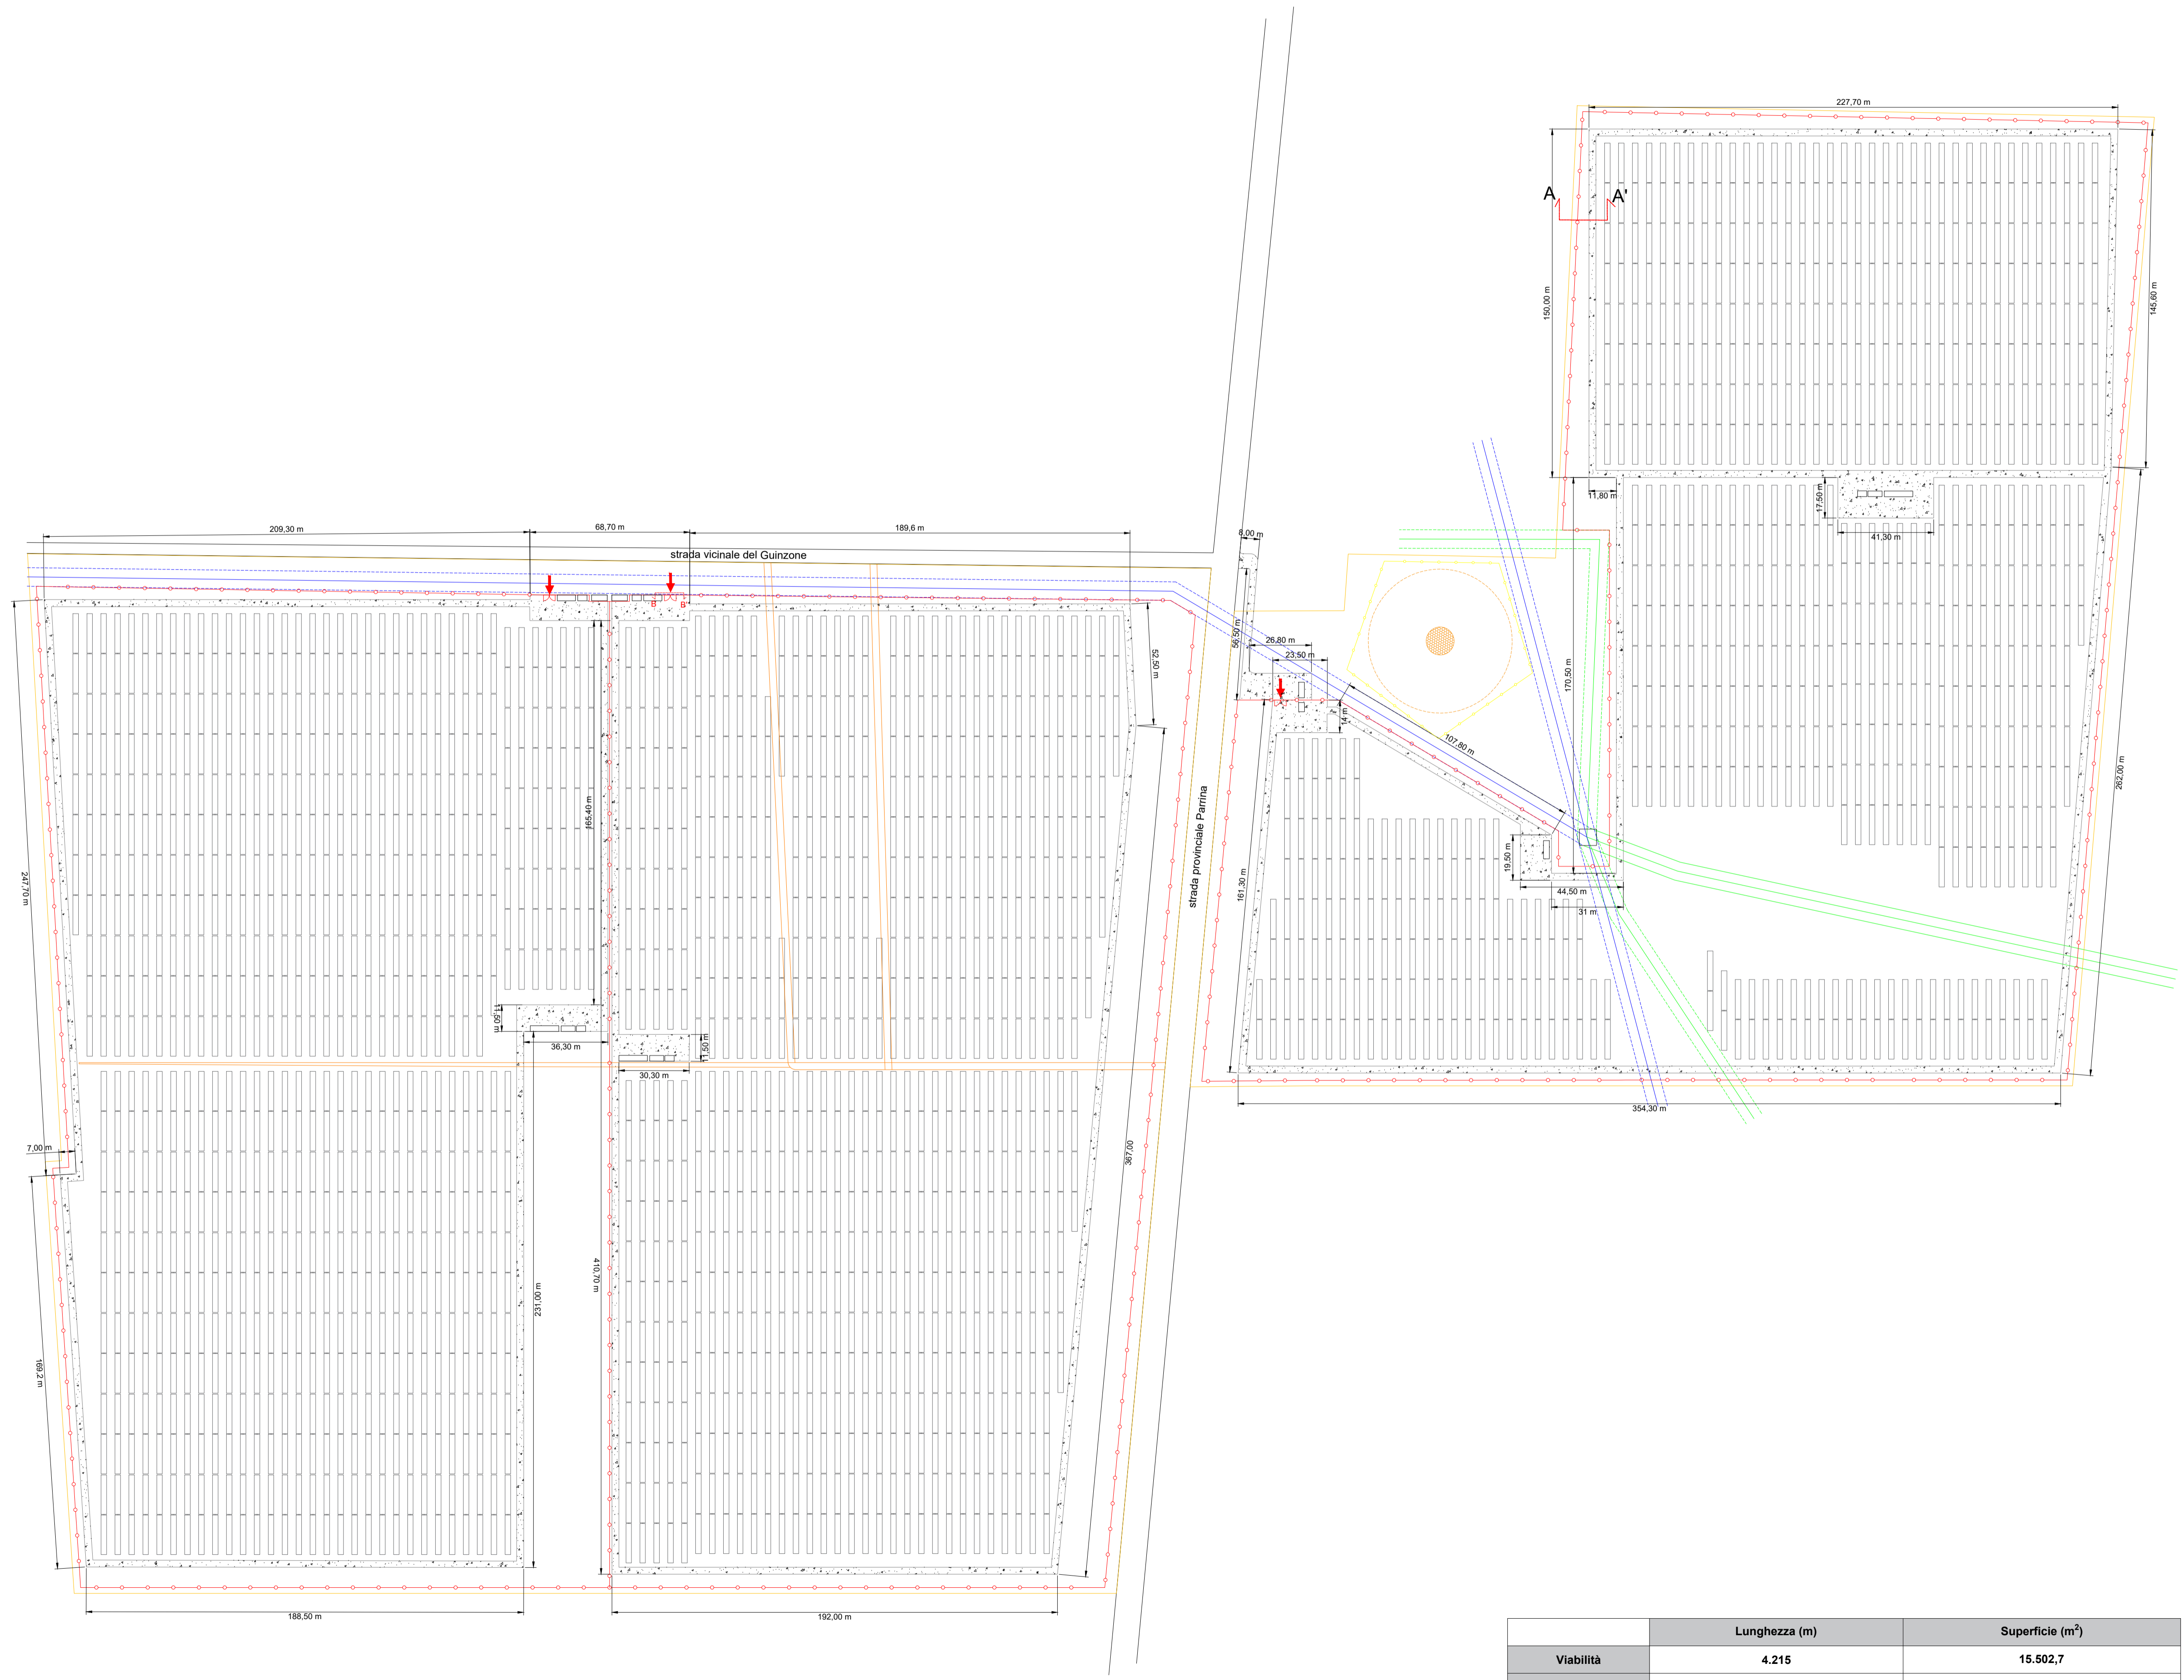 227,70 m
A
A'
150,00 m
145,60 m
11,80 m
17,50 m
41,30 m
209,30 m
68,70 m
189,6 m
8,00 m
strada vicinale del Guinzone
B
B'
56,50 m
26,80 m
23,50 m
52,50 m
14 m
170,50 m
107,80 m
262,00 m
165,40 m
strada provinciale Parrina
247,70 m
161,30 m
19,50 m
44,50 m
31 m
11,50 m
36,30 m
11,50 m
30,30 m
354,30 m
7,00 m
367,00
410,70 m
231,00 m
169,2 m
188,50 m
192,00 m
Lunghezza (m) Superficie (m²)
Viabilità 4.215 15.502,7